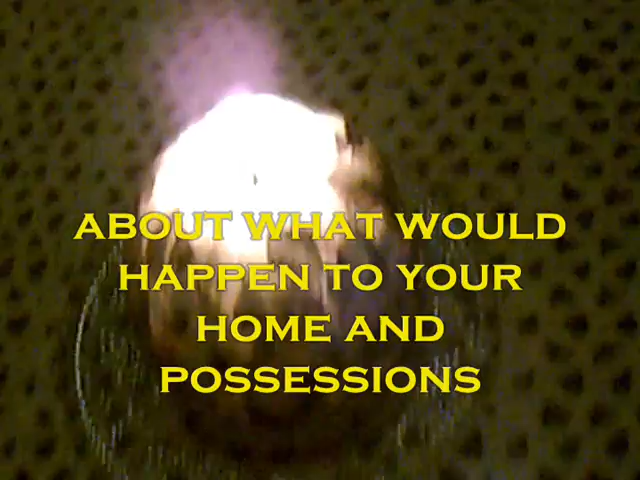 ABOUT WHAT WOULD
HAPPEN TO YOUR
HOME AND
POSSESSIONS